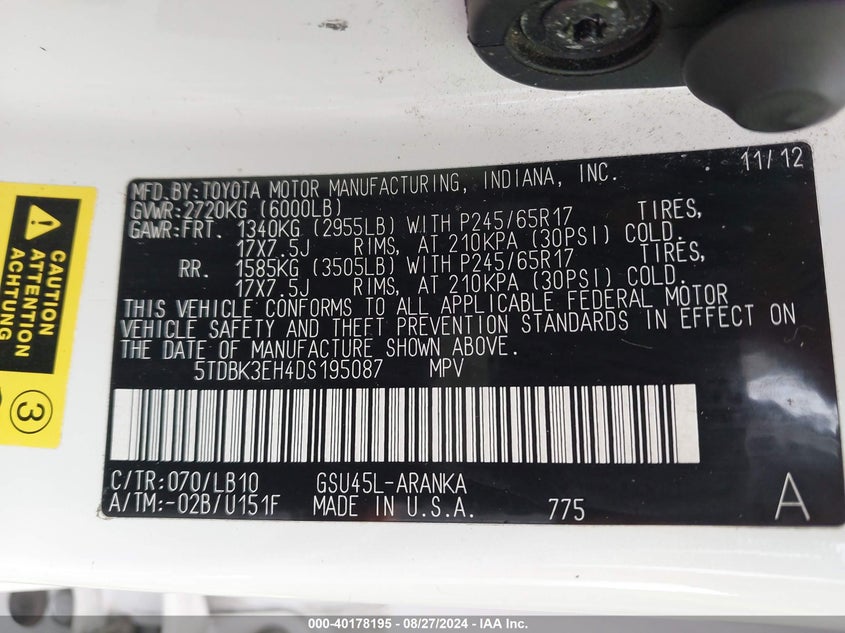 11/12
MFD. BY: TOYOTA MOTOR MANUFACTURING, INDIANA, INC.
GVWR: 2720KG (6000LB)
GAWR: FRT. 1340KG (2955LB) WITH P245/65R17 TIRES,
17X7.5J RIMS, AT 210KPA (30PSI) COLD.
RR. 1585KG (3505LB) WITH P245/65R17 TIRES,
17X7.5J RIMS, AT 210KPA (30PSI) COLD.
THIS VEHICLE CONFORMS TO ALL APPLICABLE FEDERAL MOTOR
VEHICLE SAFETY AND THEFT PREVENTION STANDARDS IN EFFECT ON
THE DATE OF MANUFACTURE SHOWN ABOVE.
5TDBK3EH4DS195087 MPV
C/TR: 070/LB10 GSU45L-ARANKA
A/TM: -02B/U151F MADE IN U.S.A. 775 A
CAUTION
ATTENTION
ACHTUNG
3
000-40178195 - 08/27/2024 - IAA Inc.